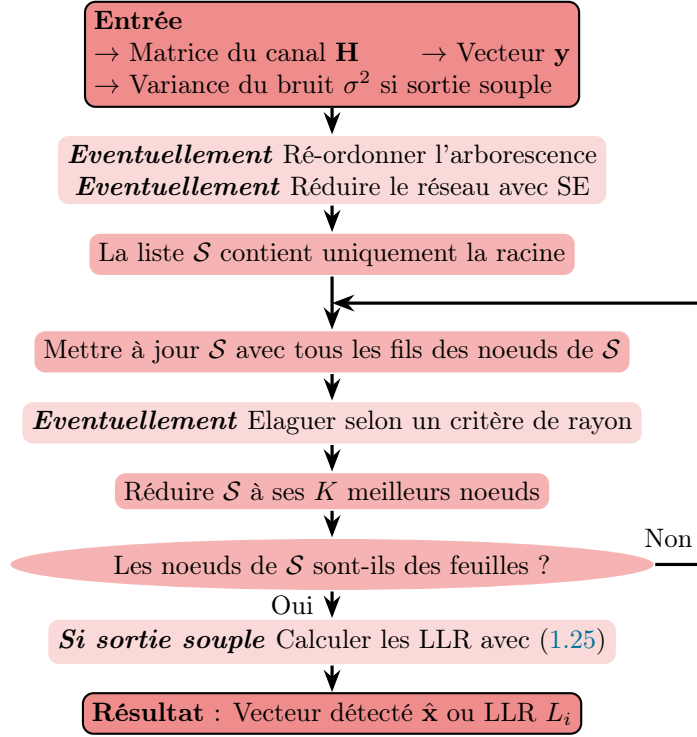 Entrée
→ Matrice du canal H → Vecteur y
→ Variance du bruit σ² si sortie souple
Eventuellement Ré-ordonner l'arborescence
Eventuellement Réduire le réseau avec SE
La liste 𝒮 contient uniquement la racine
Mettre à jour 𝒮 avec tous les fils des noeuds de 𝒮
Eventuellement Elaguer selon un critère de rayon
Réduire 𝒮 à ses K meilleurs noeuds
Les noeuds de 𝒮 sont-ils des feuilles ?
Non
Oui
Si sortie souple Calculer les LLR avec (1.25)
Résultat : Vecteur détecté x̂ ou LLR Lᵢ